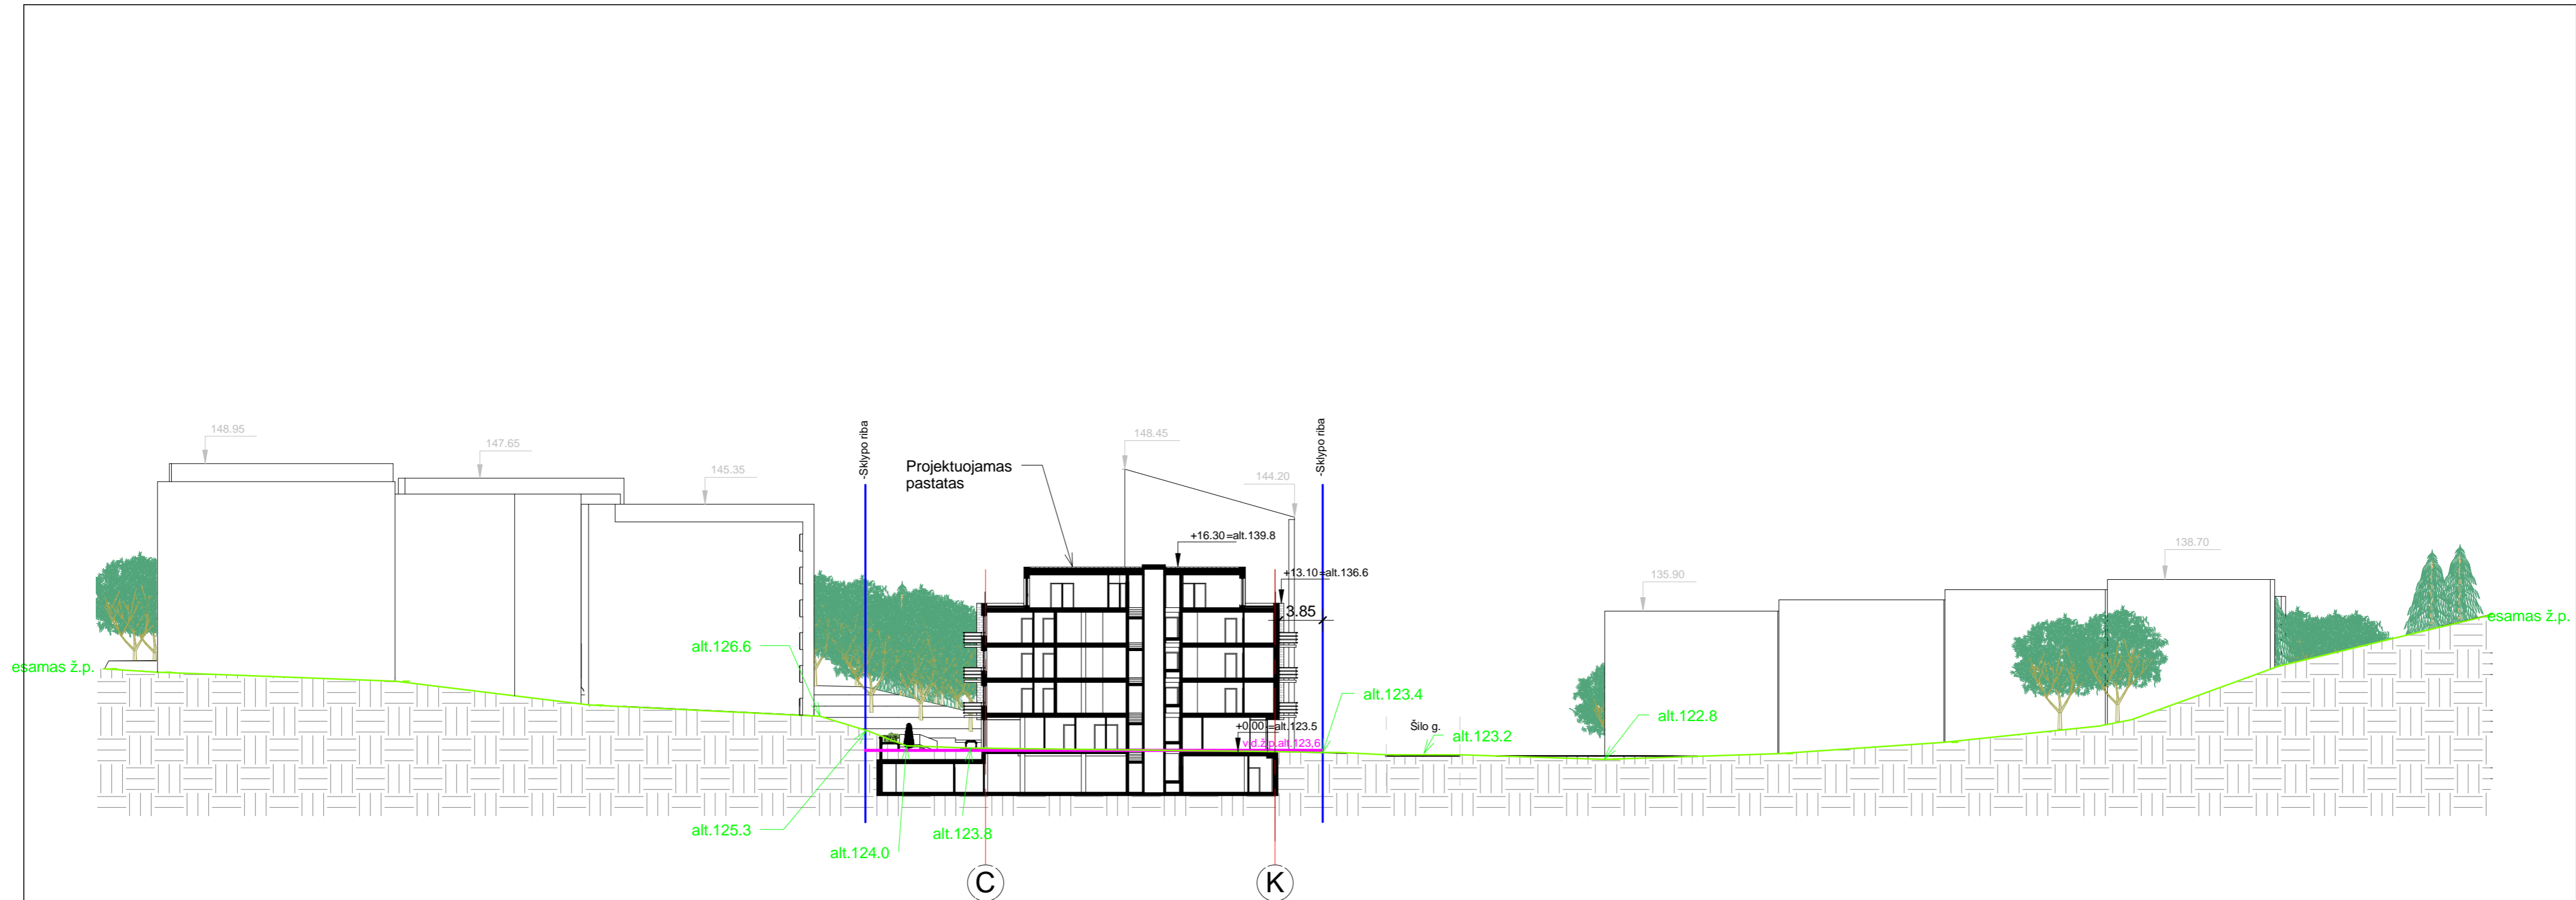 148.95
147.65
145.35
-Sklypo riba
Projektuojamas
pastatas
148.45
144.20
-Sklypo riba
+16.30=alt.139.8
+13.10=alt.136.6
3.85
138.70
135.90
esamas ž.p.
alt.126.6
esamas ž.p.
alt.123.4
alt.122.8
+0.00=alt.123.5
v.d.ž.p.alt.123,6
Šilo g.
alt.123.2
alt.125.3
alt.124.0
alt.123.8
C
K